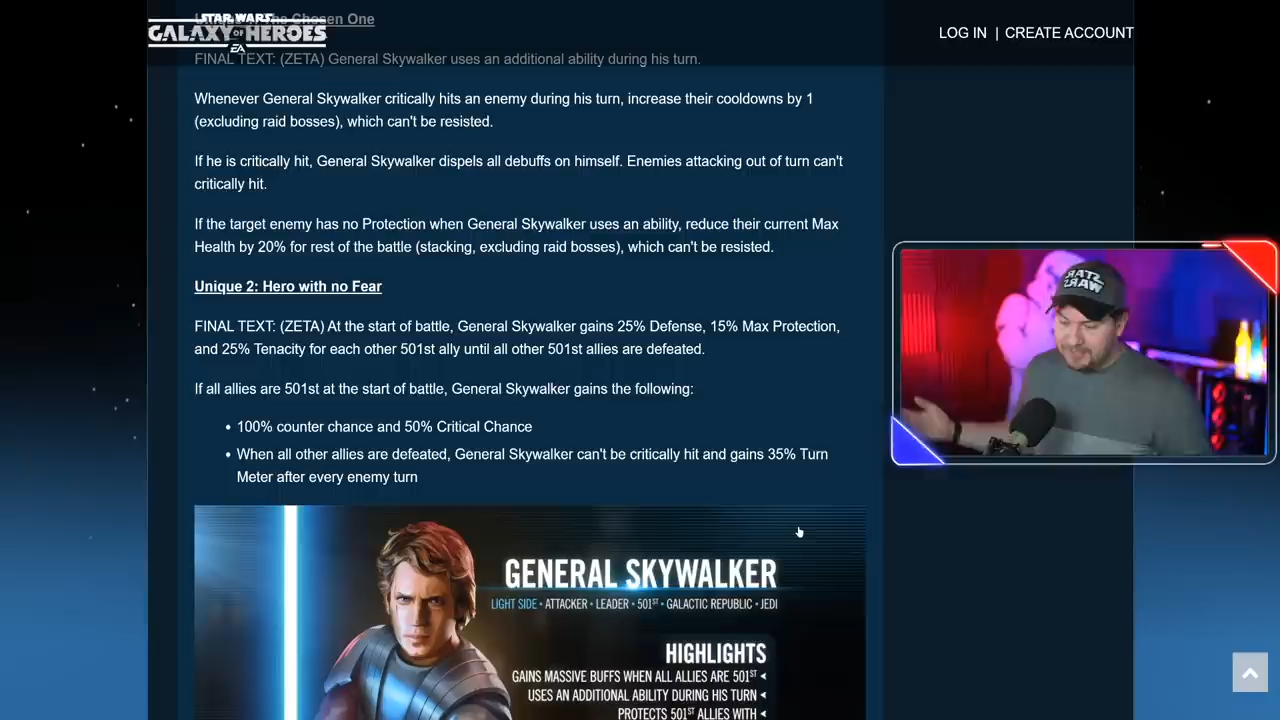 STAR WARS
GALAXY OF HEROES
EA
LOG IN | CREATE ACCOUNT
Unique 1: The Chosen One
FINAL TEXT: (ZETA) General Skywalker uses an additional ability during his turn.
Whenever General Skywalker critically hits an enemy during his turn, increase their cooldowns by 1
(excluding raid bosses), which can't be resisted.
If he is critically hit, General Skywalker dispels all debuffs on himself. Enemies attacking out of turn can't
critically hit.
If the target enemy has no Protection when General Skywalker uses an ability, reduce their current Max
Health by 20% for rest of the battle (stacking, excluding raid bosses), which can't be resisted.
Unique 2: Hero with no Fear
FINAL TEXT: (ZETA) At the start of battle, General Skywalker gains 25% Defense, 15% Max Protection,
and 25% Tenacity for each other 501st ally until all other 501st allies are defeated.
If all allies are 501st at the start of battle, General Skywalker gains the following:
• 100% counter chance and 50% Critical Chance
• When all other allies are defeated, General Skywalker can't be critically hit and gains 35% Turn
Meter after every enemy turn
STAR
WARS
GENERAL SKYWALKER
LIGHT SIDE • ATTACKER • LEADER • 501ST • GALACTIC REPUBLIC • JEDI
HIGHLIGHTS
GAINS MASSIVE BUFFS WHEN ALL ALLIES ARE 501ST
USES AN ADDITIONAL ABILITY DURING HIS TURN
PROTECTS 501ST ALLIES WITH